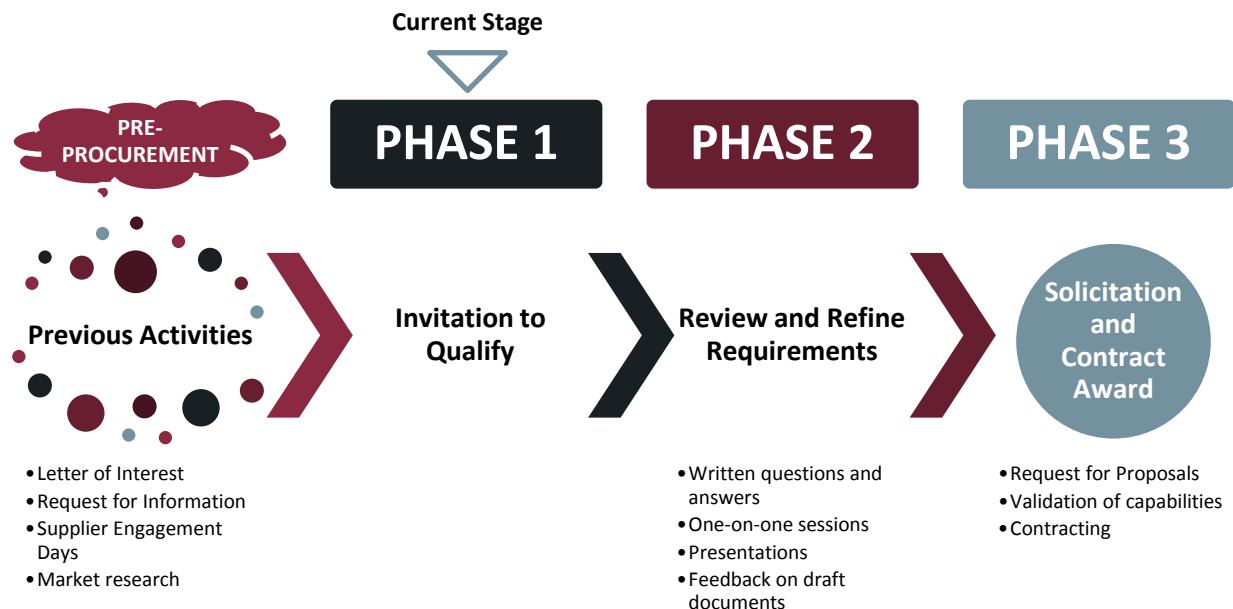 Current Stage
PRE-
PROCUREMENT
PHASE 1
PHASE 2
PHASE 3
Previous Activities
Invitation to
Qualify
Review and Refine
Requirements
Solicitation
and
Contract
Award
•Letter of Interest
•Request for Information
•Supplier Engagement
Days
•Market research
•Written questions and
answers
•One-on-one sessions
•Presentations
•Feedback on draft
documents
•Request for Proposals
•Validation of capabilities
•Contracting